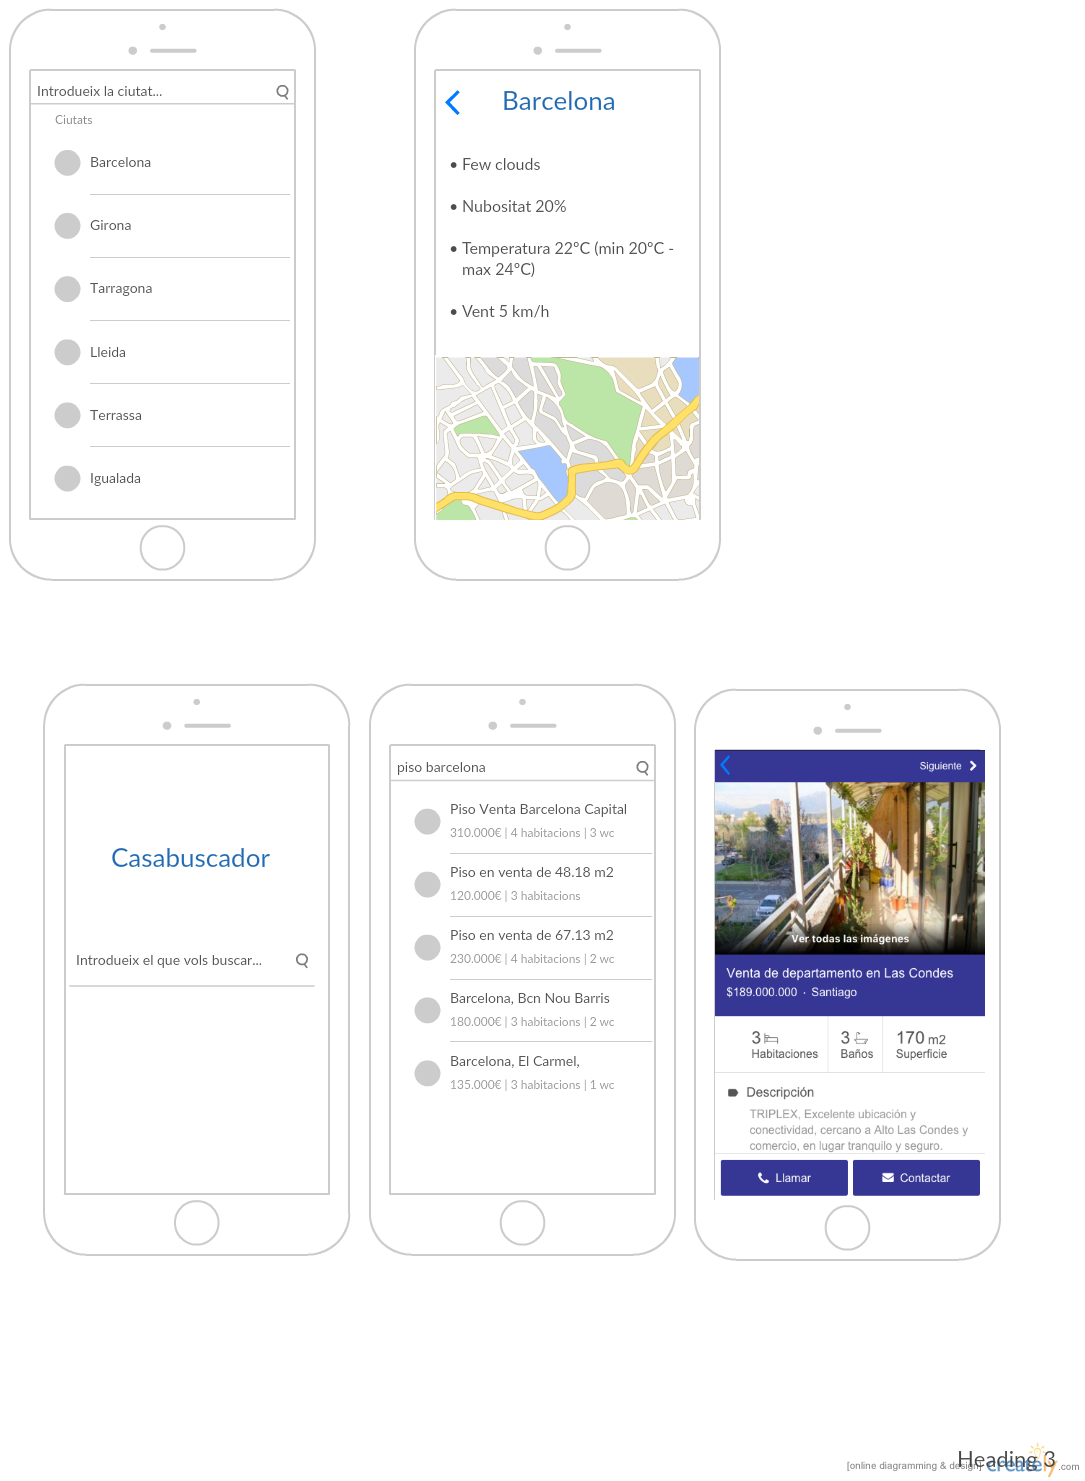 Introdueix la ciutat...
Ciutats
Barcelona
Girona
Tarragona
Lleida
Terrassa
Igualada
Barcelona
• Few clouds
• Nubositat 20%
• Temperatura 22°C (min 20°C -
max 24°C)
• Vent 5 km/h
Casabuscador
Introdueix el que vols buscar...
piso barcelona
Piso Venta Barcelona Capital
310.000€ | 4 habitacions | 3 wc
Piso en venta de 48.18 m2
120.000€ | 3 habitacions
Piso en venta de 67.13 m2
230.000€ | 4 habitacions | 2 wc
Barcelona, Bcn Nou Barris
180.000€ | 3 habitacions | 2 wc
Barcelona, El Carmel,
135.000€ | 3 habitacions | 1 wc
Siguiente
Ver todas las imágenes
Venta de departamento en Las Condes
$189.000.000 · Santiago
3 3 170 m2
Habitaciones Baños Superficie
Descripción
TRIPLEX, Excelente ubicación y
conectividad, cercano a Alto Las Condes y
comercio, en lugar tranquilo y seguro.
Llamar Contactar
Heading 3
[online diagramming & design] creately.com